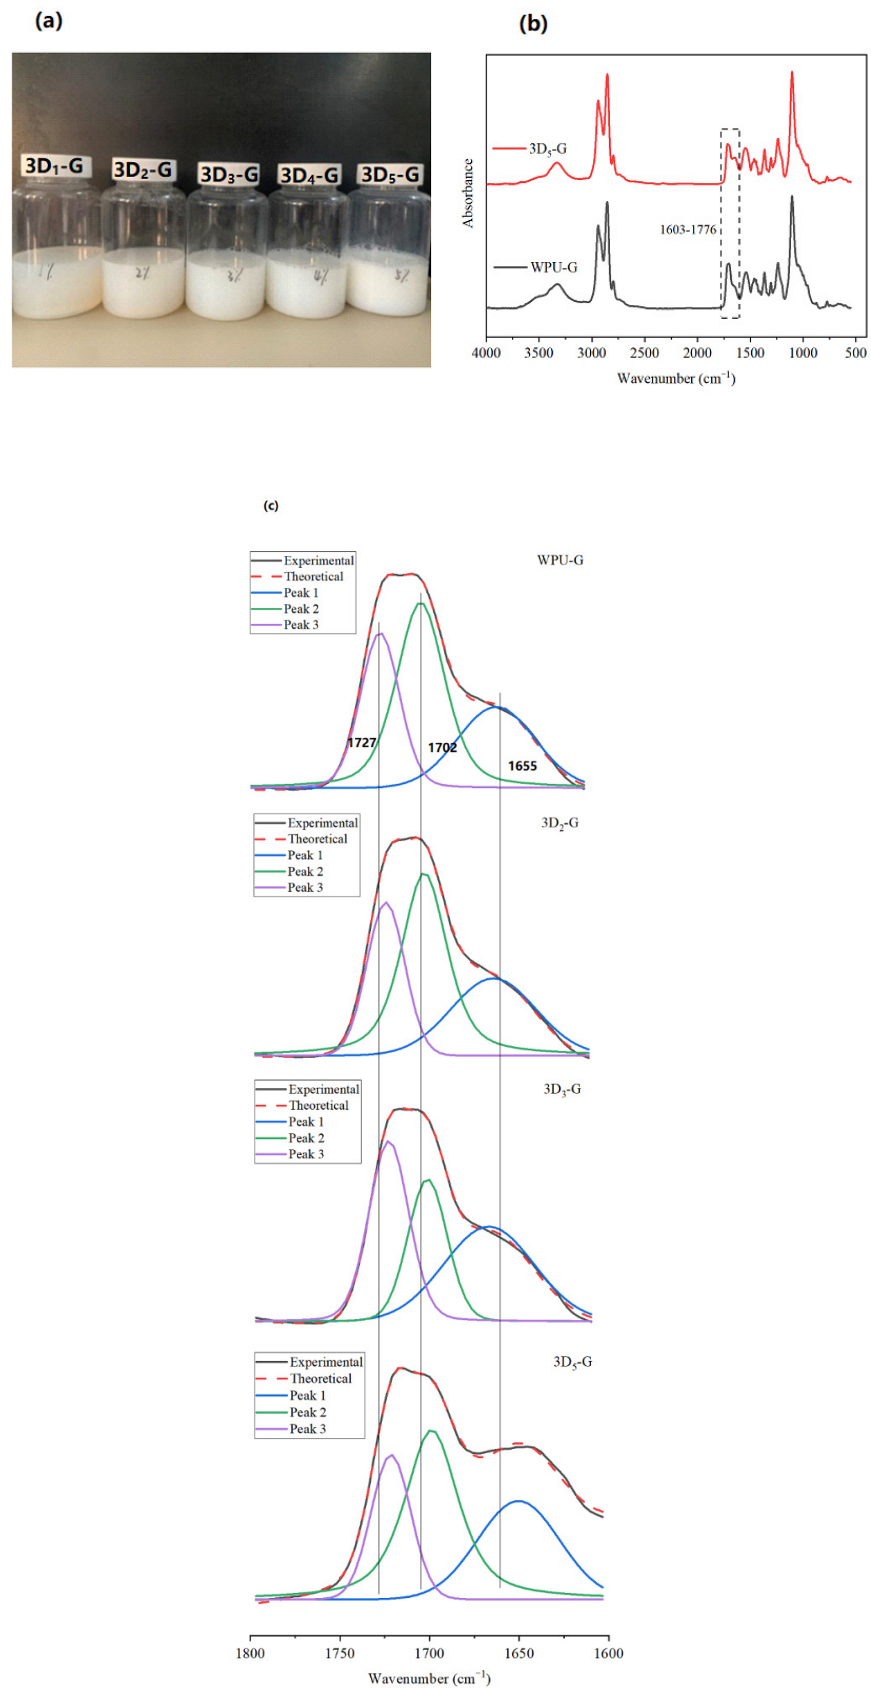 (a)
3D₁-G
3D₂-G
3D₃-G
3D₄-G
3D₅-G
1%
2%
3%
4%
5%
(b)
Absorbance
3D₅-G
WPU-G
1603-1776
4000 3500 3000 2500 2000 1500 1000 500
Wavenumber (cm⁻¹)
(c)
WPU-G
Experimental
Theoretical
Peak 1
Peak 2
Peak 3
1727
1702
1655
3D₂-G
Experimental
Theoretical
Peak 1
Peak 2
Peak 3
3D₃-G
Experimental
Theoretical
Peak 1
Peak 2
Peak 3
3D₅-G
Experimental
Theoretical
Peak 1
Peak 2
Peak 3
1800 1750 1700 1650 1600
Wavenumber (cm⁻¹)